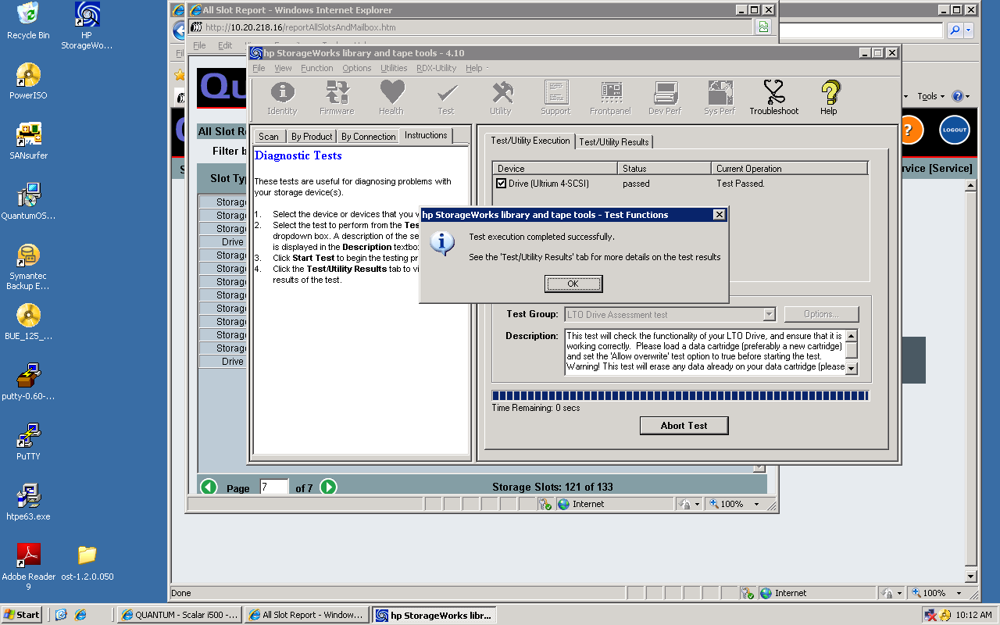 Recycle Bin
HP StorageWo...
PowerISO
SANsurfer
QuantumOS...
Symantec
Backup E...
BUE_125_...
putty-0.60-...
PuTTY
htpe63.exe
Adobe Reader
9
ost-1.2.0.050
All Slot Report - Windows Internet Explorer
http://10.20.218.16/reportAllSlotsAndMailbox.htm
File Edit
Tools
LOGOUT
rvice [Service]
Qu
All Slot R
Filter b
Slot Typ
Storag
Storag
Storag
Drive
Storag
Storag
Storag
Storag
Storag
Storag
Storag
Storag
Drive
Page 7 of 7
Storage Slots: 121 of 133
Internet
100%
Done
Internet
100%
hp StorageWorks library and tape tools - 4.10
File View Function Options Utilities RDX-Utility Help
Identity Firmware Health Test Utility Support Frontpanel Dev Perf Sys Perf Troubleshoot Help
Scan By Product By Connection Instructions
Diagnostic Tests
These tests are useful for diagnosing problems with
your storage device(s).
1. Select the device or devices that you
2. Select the test to perform from the Tes
dropdown box. A description of the se
is displayed in the Description textbo
3. Click Start Test to begin the testing pr
4. Click the Test/Utility Results tab to vi
results of the test.
Test/Utility Execution Test/Utility Results
Device Status Current Operation
Drive (Ultrium 4-SCSI) passed Test Passed.
hp StorageWorks library and tape tools - Test Functions
Test execution completed successfully.
See the 'Test/Utility Results' tab for more details on the test results
OK
Test Group: LTO Drive Assessment test Options...
Description: This test will check the functionality of your LTO Drive, and ensure that it is
working correctly. Please load a data cartridge (preferably a new cartridge)
and set the 'Allow overwrite' test option to true before starting the test.
Warning! This test will erase any data already on your data cartridge (please
Time Remaining: 0 secs
Abort Test
Start
QUANTUM - Scalar i500 -...
All Slot Report - Window...
hp StorageWorks libr...
10:12 AM